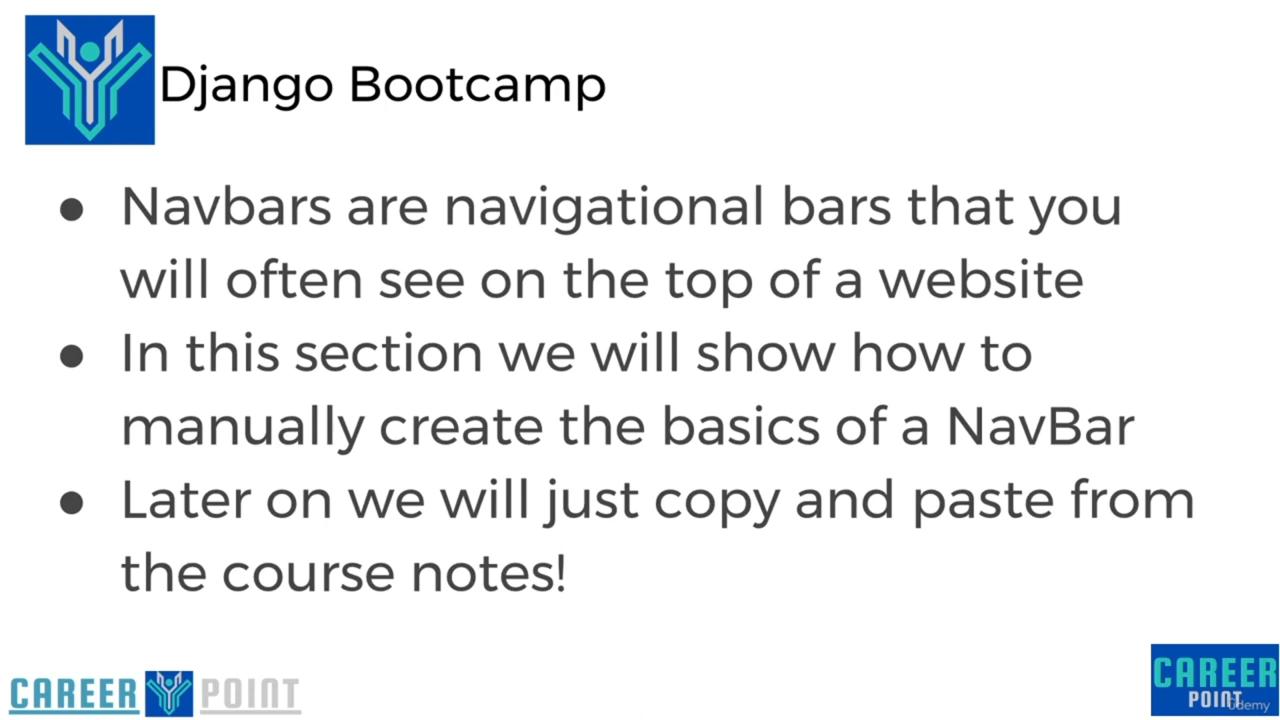 Django Bootcamp
● Navbars are navigational bars that you
will often see on the top of a website
● In this section we will show how to
manually create the basics of a NavBar
● Later on we will just copy and paste from
the course notes!
CAREER POINT
CAREER
POINT
udemy